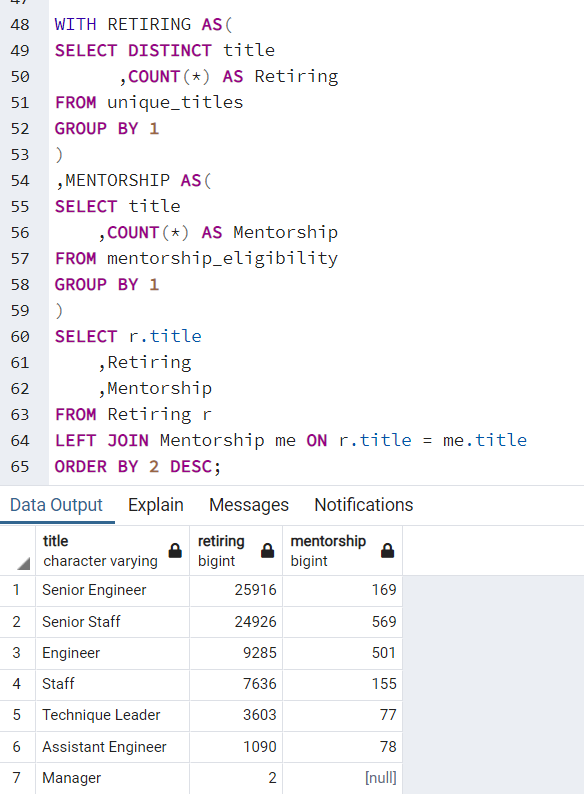 48 WITH RETIRING AS(
49 SELECT DISTINCT title
50 ,COUNT(*) AS Retiring
51 FROM unique_titles
52 GROUP BY 1
53 )
54 ,MENTORSHIP AS(
55 SELECT title
56 ,COUNT(*) AS Mentorship
57 FROM mentorship_eligibility
58 GROUP BY 1
59 )
60 SELECT r.title
61 ,Retiring
62 ,Mentorship
63 FROM Retiring r
64 LEFT JOIN Mentorship me ON r.title = me.title
65 ORDER BY 2 DESC;
Data Output Explain Messages Notifications
title retiring mentorship
character varying bigint bigint
1 Senior Engineer 25916 169
2 Senior Staff 24926 569
3 Engineer 9285 501
4 Staff 7636 155
5 Technique Leader 3603 77
6 Assistant Engineer 1090 78
7 Manager 2 [null]